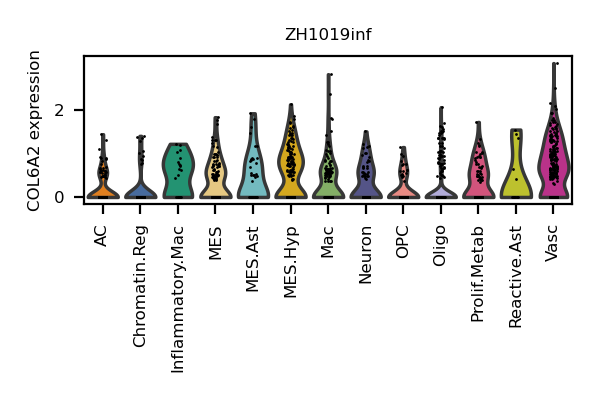 ZH1019inf
COL6A2 expression
2
0
AC
Chromatin.Reg
Inflammatory.Mac
MES
MES.Ast
MES.Hyp
Mac
Neuron
OPC
Oligo
Prolif.Metab
Reactive.Ast
Vasc